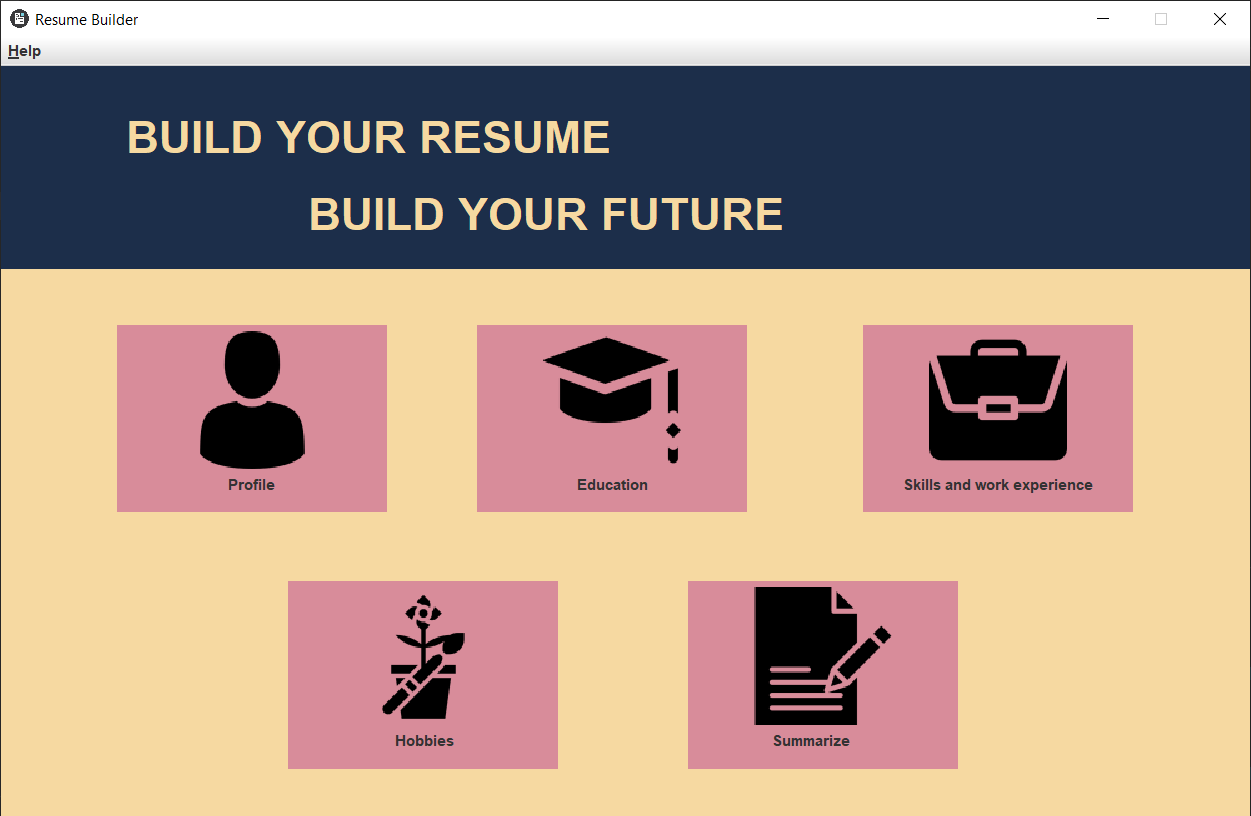 Resume Builder
Help
BUILD YOUR RESUME
BUILD YOUR FUTURE
Profile
Education
Skills and work experience
Hobbies
Summarize